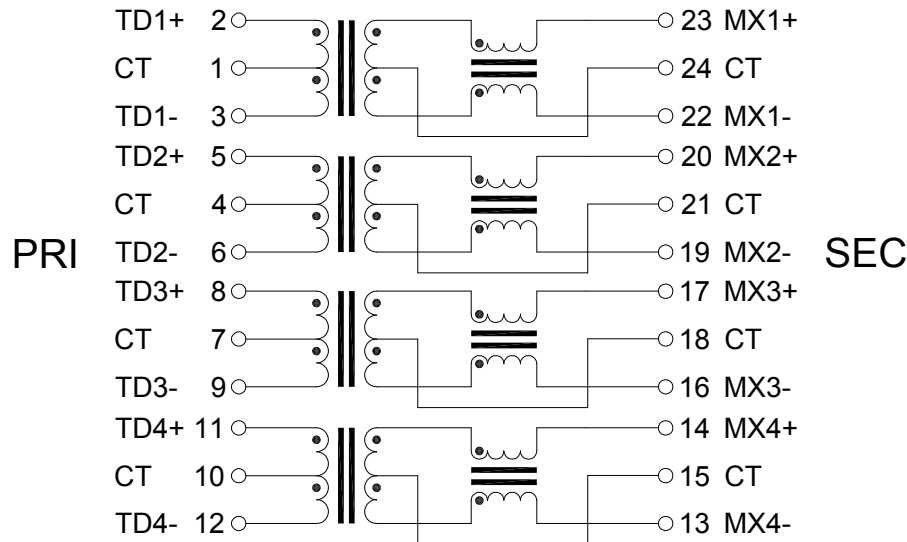 TD1+ 2 23 MX1+
CT 1 24 CT
TD1- 3 22 MX1-
TD2+ 5 20 MX2+
CT 4 21 CT
PRI TD2- 6 19 MX2- SEC
TD3+ 8 17 MX3+
CT 7 18 CT
TD3- 9 16 MX3-
TD4+ 11 14 MX4+
CT 10 15 CT
TD4- 12 13 MX4-